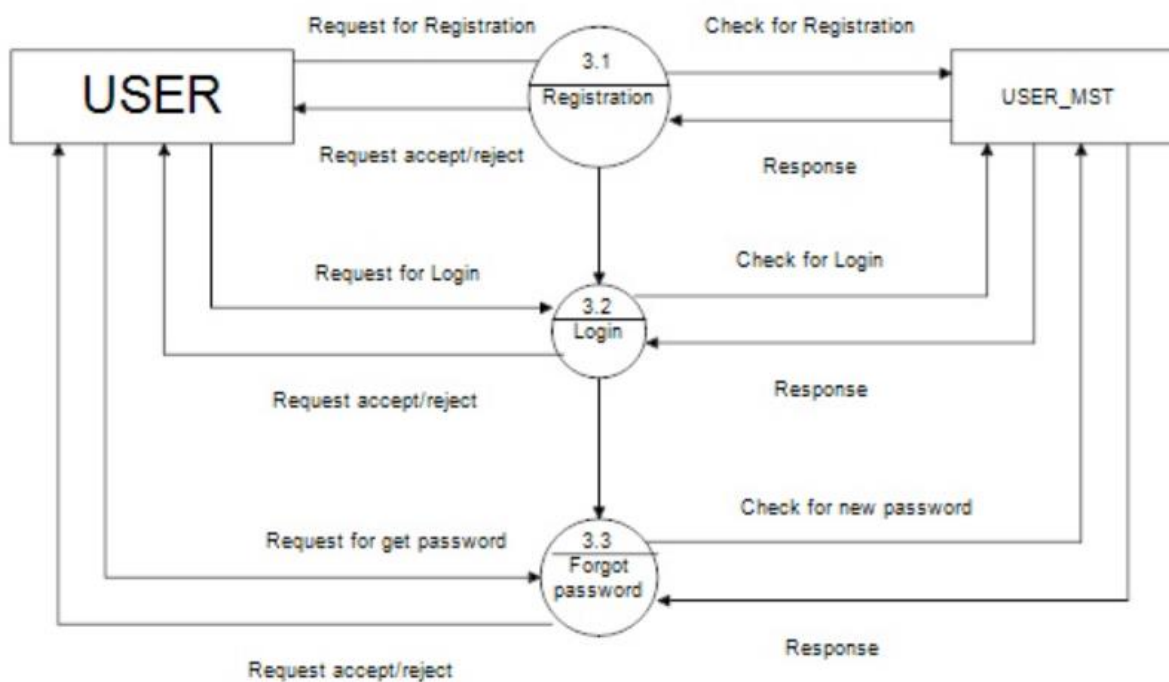 Request for Registration
Check for Registration
3.1
Registration
USER
USER_MST
Request accept/reject
Response
Request for Login
Check for Login
3.2
Login
Request accept/reject
Response
Request for get password
Check for new password
3.3
Forgot
password
Request accept/reject
Response